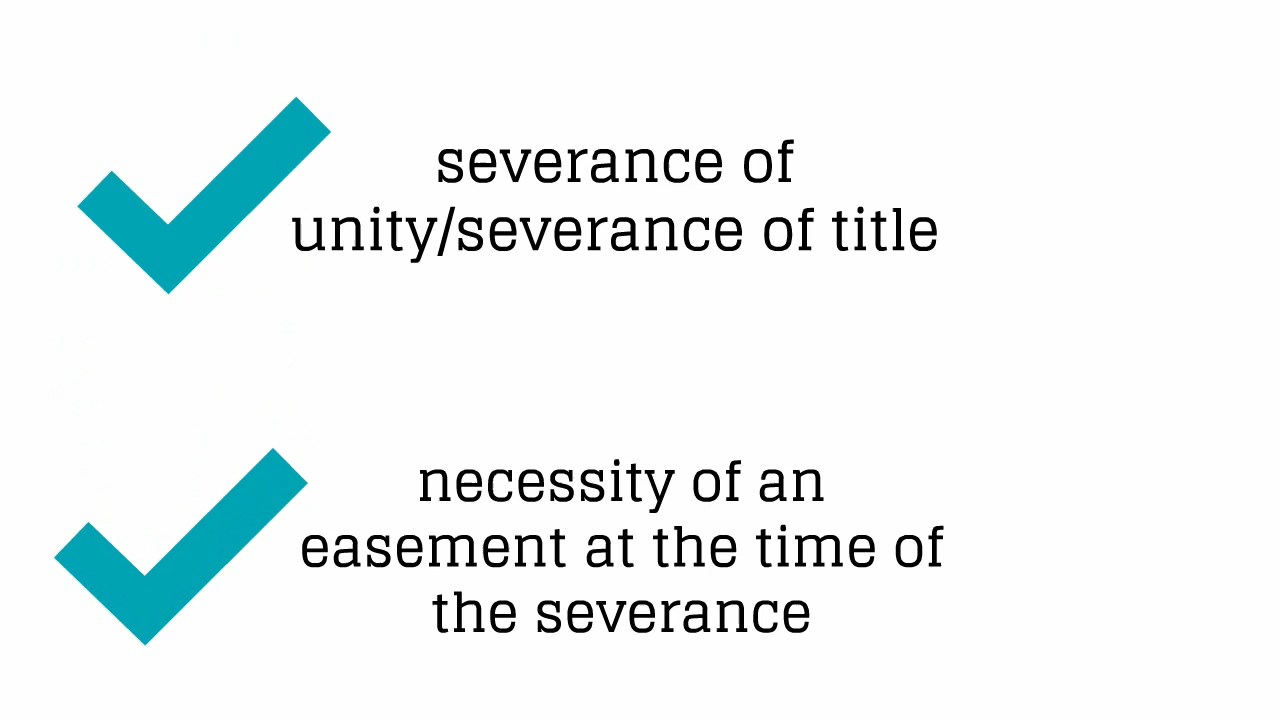 severance of
unity/severance of title
necessity of an
easement at the time of
the severance